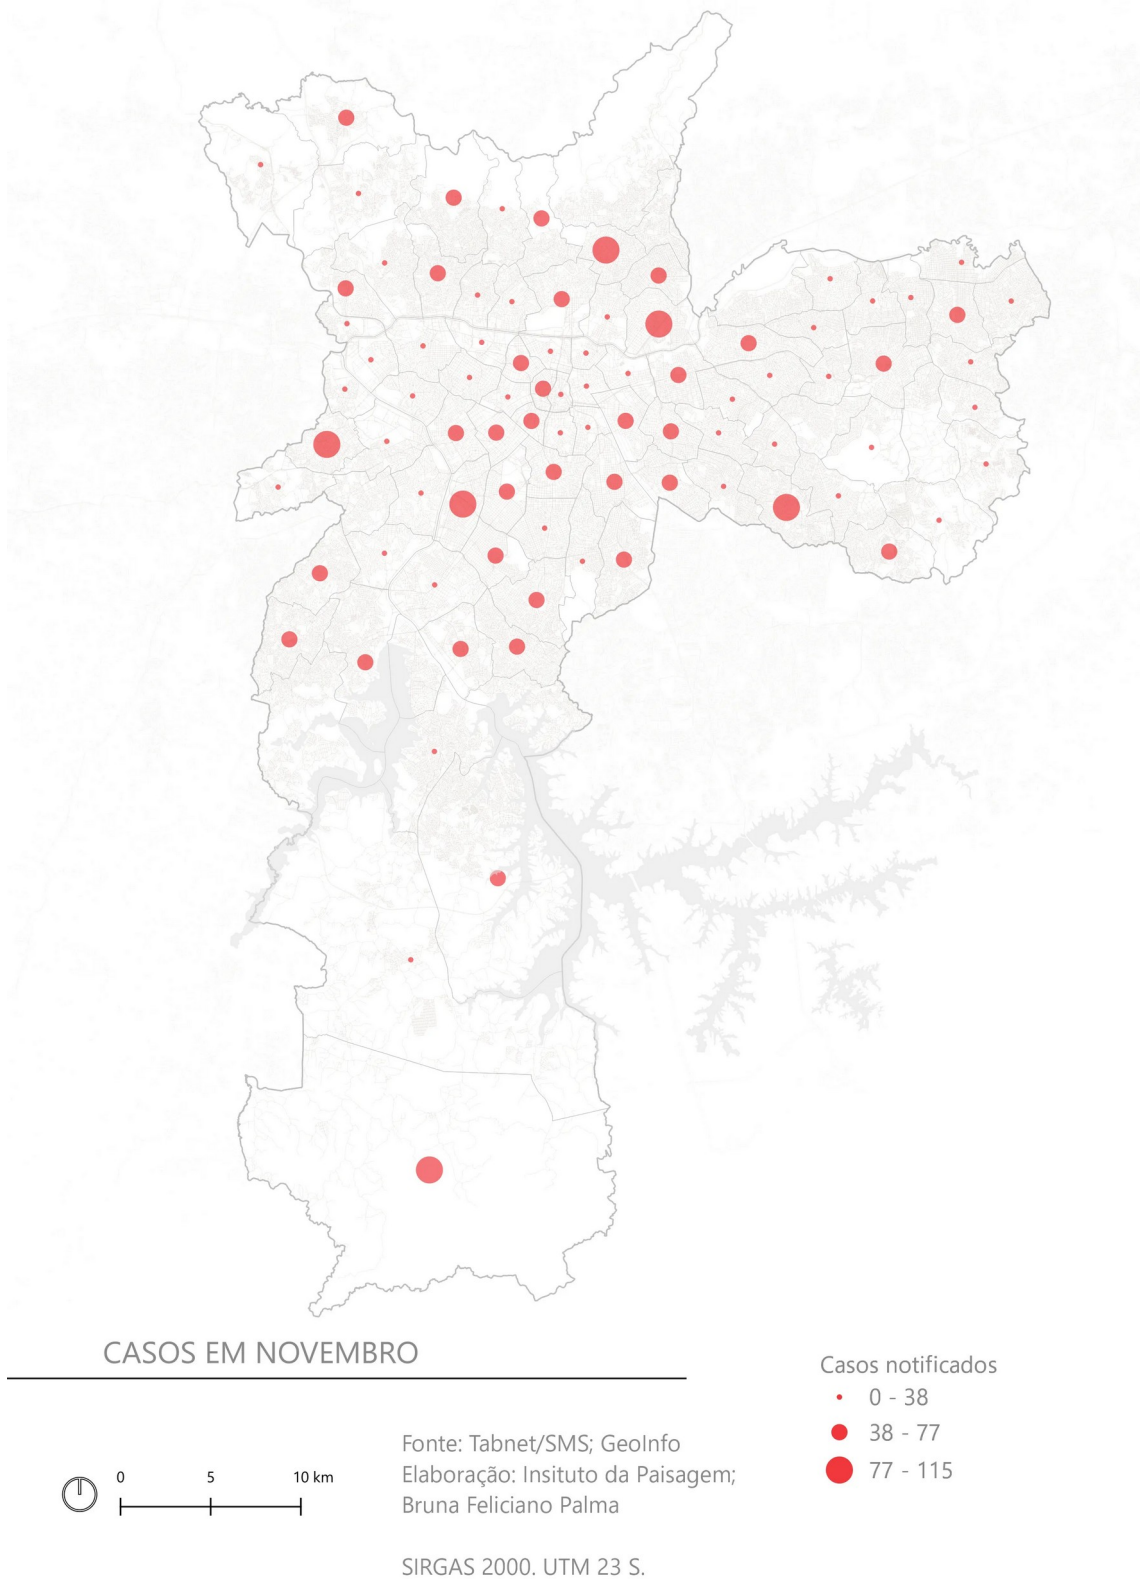 CASOS EM NOVEMBRO
Casos notificados
0 - 38
38 - 77
77 - 115
0 5 10 km
Fonte: Tabnet/SMS; GeoInfo
Elaboração: Insituto da Paisagem;
Bruna Feliciano Palma
SIRGAS 2000. UTM 23 S.